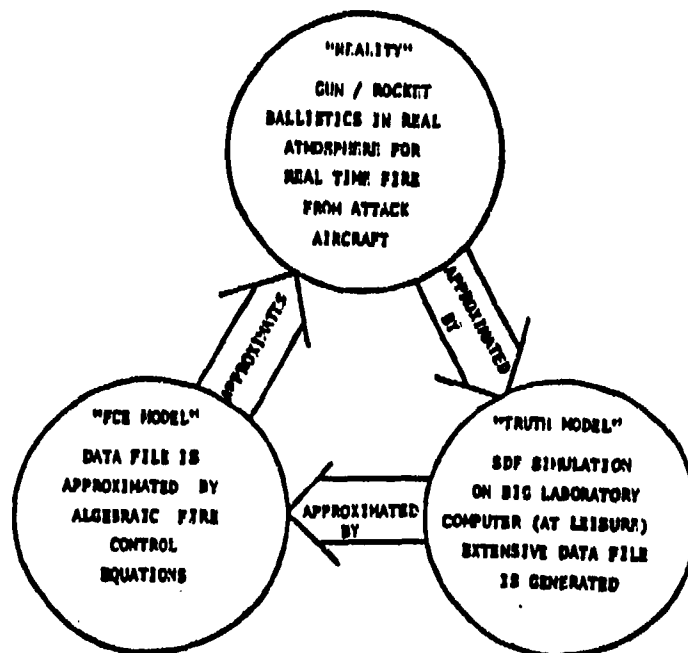 "REALITY"
GUN / ROCKET
BALLISTICS IN REAL
ATMOSPHERE FOR
REAL TIME FIRE
FROM ATTACK
AIRCRAFT
APPROXIMATES
APPROXIMATED
BY
"FCE MODEL"
DATA FILE IS
APPROXIMATED BY
ALGEBRAIC FIRE
CONTROL
EQUATIONS
APPROXIMATED
BY
"TRUTH MODEL"
SDF SIMULATION
ON BIG LABORATORY
COMPUTER (AT LEISURE)
EXTENSIVE DATA FILE
IS GENERATED